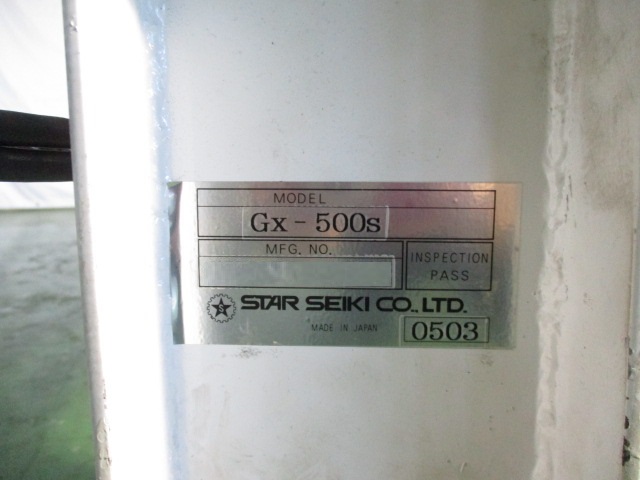 MODEL
Gx-500s
MFG. NO.
INSPECTION
PASS
STAR SEIKI CO., LTD.
MADE IN JAPAN
0503